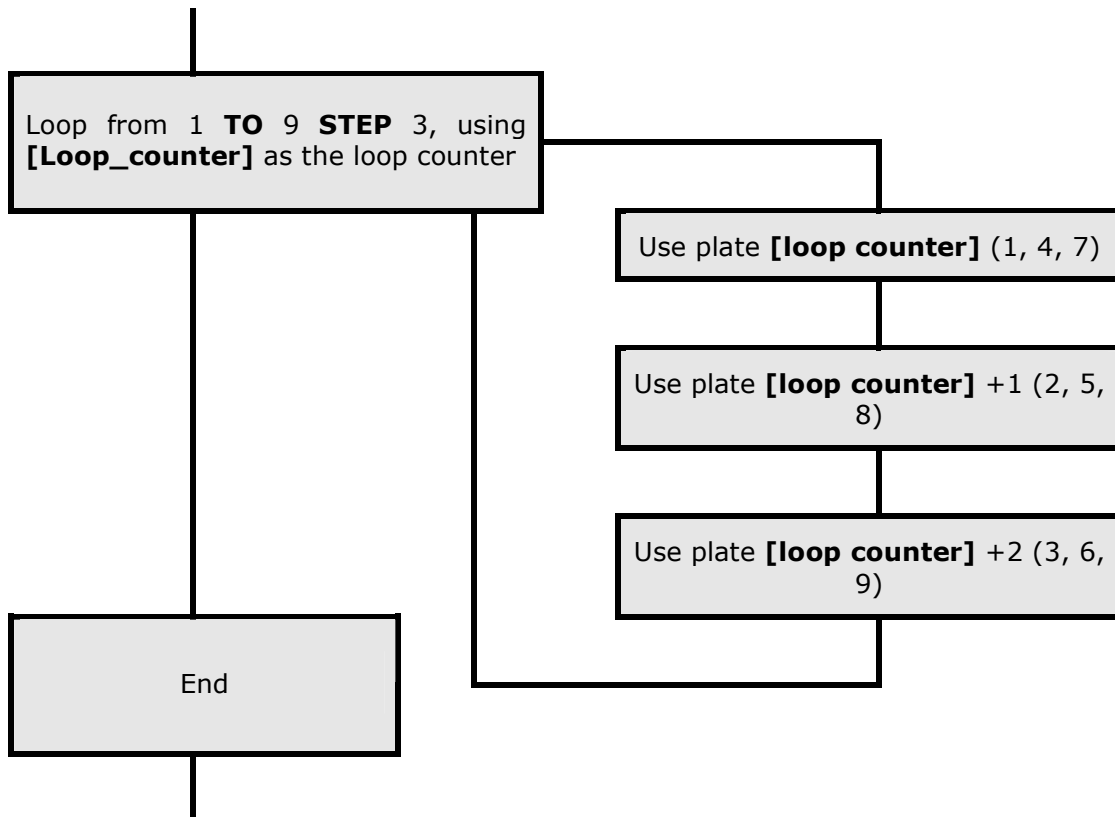 Loop from 1 TO 9 STEP 3, using
[Loop_counter] as the loop counter
Use plate [loop counter] (1, 4, 7)
Use plate [loop counter] +1 (2, 5,
8)
Use plate [loop counter] +2 (3, 6,
9)
End